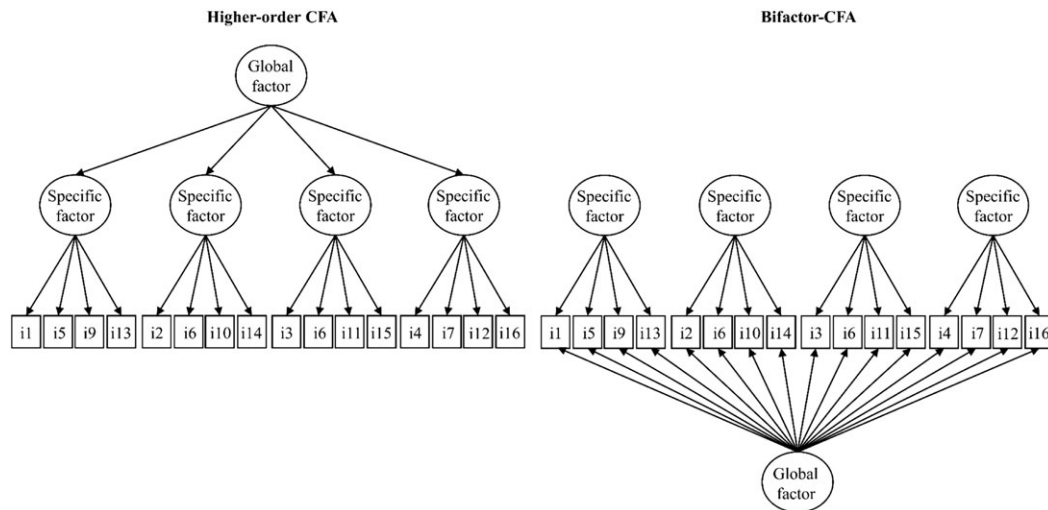 Higher-order CFA
Global
factor
Specific
factor
Specific
factor
Specific
factor
Specific
factor
i1 i5 i9 i13 i2 i6 i10 i14 i3 i6 i11 i15 i4 i7 i12 i16
Bifactor-CFA
Specific
factor
Specific
factor
Specific
factor
Specific
factor
i1 i5 i9 i13 i2 i6 i10 i14 i3 i6 i11 i15 i4 i7 i12 i16
Global
factor